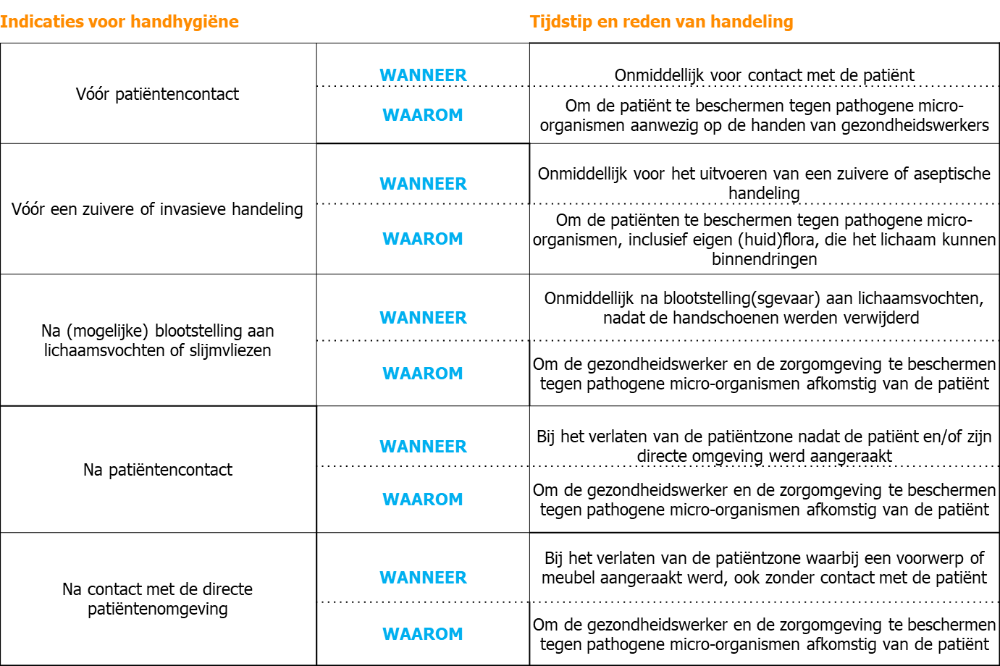 Indicaties voor handhygiëne
Tijdstip en reden van handeling
Vóór patiëntencontact
WANNEER
Onmiddellijk voor contact met de patiënt
WAAROM
Om de patiënt te beschermen tegen pathogene micro-
organismen aanwezig op de handen van gezondheidswerkers
Vóór een zuivere of invasieve handeling
WANNEER
Onmiddellijk voor het uitvoeren van een zuivere of aseptische
handeling
WAAROM
Om de patiënten te beschermen tegen pathogene micro-
organismen, inclusief eigen (huid)flora, die het lichaam kunnen
binnendringen
Na (mogelijke) blootstelling aan
lichaamsvochten of slijmvliezen
WANNEER
Onmiddellijk na blootstelling(sgevaar) aan lichaamsvochten,
nadat de handschoenen werden verwijderd
WAAROM
Om de gezondheidswerker en de zorgomgeving te beschermen
tegen pathogene micro-organismen afkomstig van de patiënt
Na patiëntencontact
WANNEER
Bij het verlaten van de patiëntzone nadat de patiënt en/of zijn
directe omgeving werd aangeraakt
WAAROM
Om de gezondheidswerker en de zorgomgeving te beschermen
tegen pathogene micro-organismen afkomstig van de patiënt
Na contact met de directe
patiëntenomgeving
WANNEER
Bij het verlaten van de patiëntzone waarbij een voorwerp of
meubel aangeraakt werd, ook zonder contact met de patiënt
WAAROM
Om de gezondheidswerker en de zorgomgeving te beschermen
tegen pathogene micro-organismen afkomstig van de patiënt